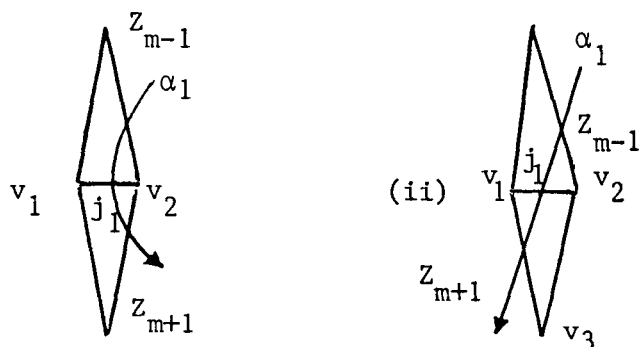 Z_{m-1}
α_1
v_1 j_1 v_2
Z_{m+1}
(ii)
α_1
Z_{m-1}
v_1 j_1 v_2
Z_{m+1}
v_3